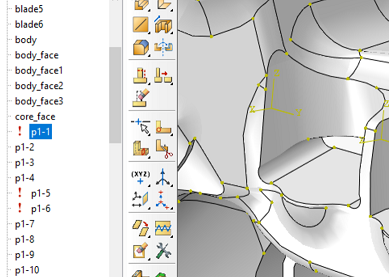 blade5
blade6
body
body_face
body_face1
body_face2
body_face3
core_face
! p1-1
p1-2
p1-3
p1-4
! p1-5
! p1-6
p1-7
p1-8
p1-9
p1-10
(XYZ)